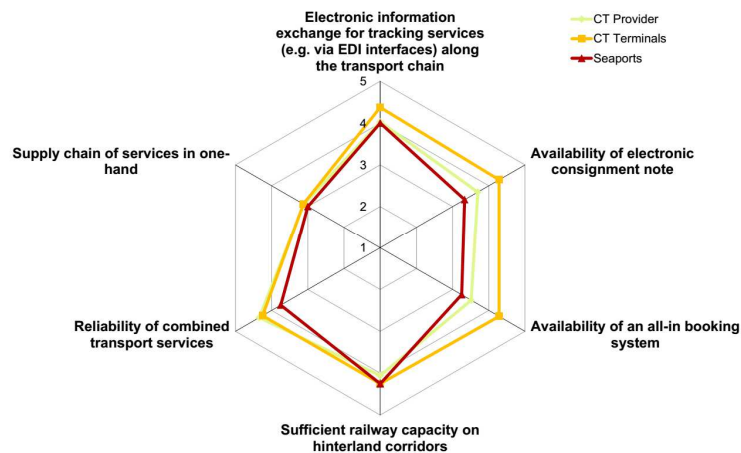 Electronic information
exchange for tracking services
(e.g. via EDI interfaces) along
the transport chain
CT Provider
CT Terminals
Seaports
5
4
3
2
1
Supply chain of services in one-
hand
Availability of electronic
consignment note
Reliability of combined
transport services
Availability of an all-in booking
system
Sufficient railway capacity on
hinterland corridors